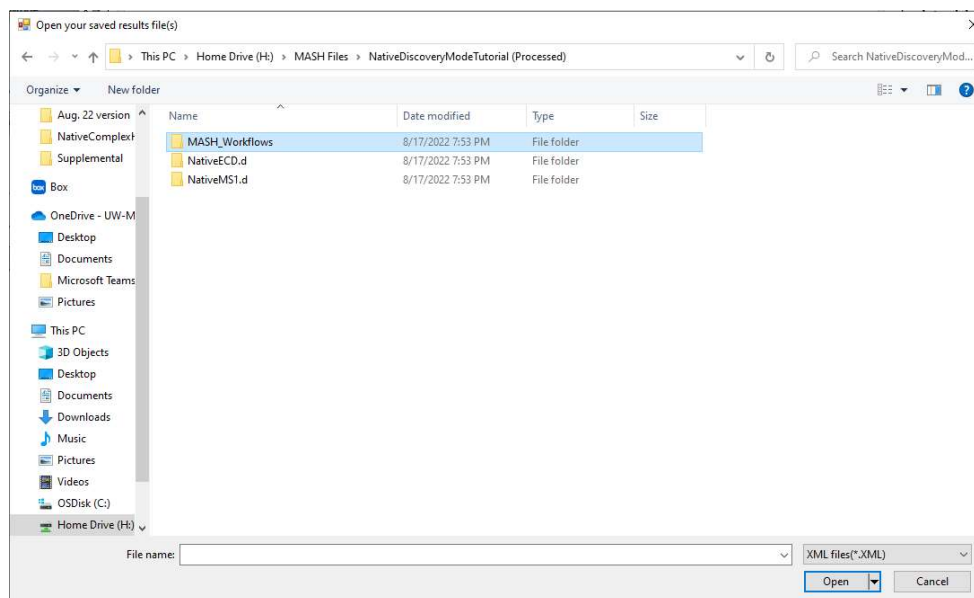 Open your saved results file(s)
This PC > Home Drive (H:) > MASH Files > NativeDiscoveryModeTutorial (Processed)
Search NativeDiscoveryMod...
Organize
New folder
Name
Date modified
Type
Size
Aug. 22 version
NativeComplex
Supplemental
box
Box
OneDrive - UW-M
Desktop
Documents
Microsoft Teams
Pictures
This PC
3D Objects
Desktop
Documents
Downloads
Music
Pictures
Videos
OSDisk (C:)
Home Drive (H:)
MASH_Workflows 8/17/2022 7:53 PM File folder
NativeECD.d 8/17/2022 7:53 PM File folder
NativeMS1.d 8/17/2022 7:53 PM File folder
File name:
XML files(*.XML)
Open
Cancel